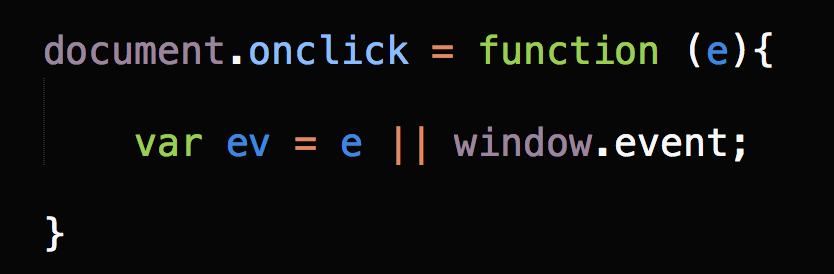 document.onclick = function (e){
    var ev = e || window.event;
}